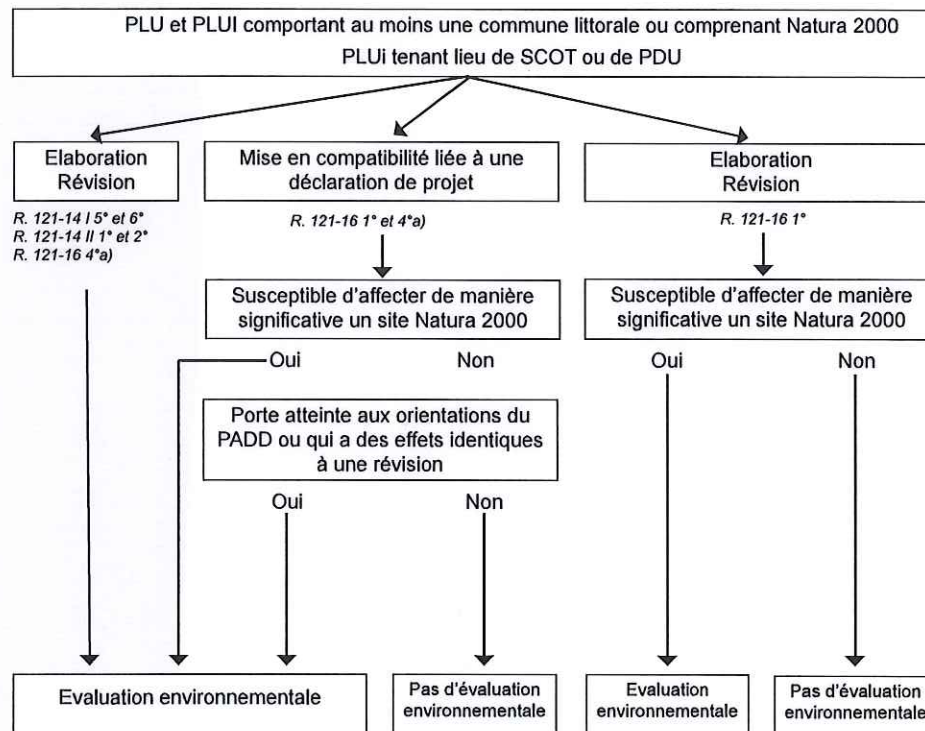 PLU et PLUI comportant au moins une commune littorale ou comprenant Natura 2000
PLUi tenant lieu de SCOT ou de PDU
Elaboration
Révision
Mise en compatibilité liée à une
déclaration de projet
Elaboration
Révision
R. 121-14 I 5° et 6°
R. 121-14 II 1° et 2°
R. 121-16 4°a)
R. 121-16 1° et 4°a)
R. 121-16 1°
Susceptible d'affecter de manière
significative un site Natura 2000
Susceptible d'affecter de manière
significative un site Natura 2000
Oui
Non
Oui
Non
Porte atteinte aux orientations du
PADD ou qui a des effets identiques
à une révision
Oui
Non
Evaluation environnementale
Pas d'évaluation
environnementale
Evaluation
environnementale
Pas d'évaluation
environnementale